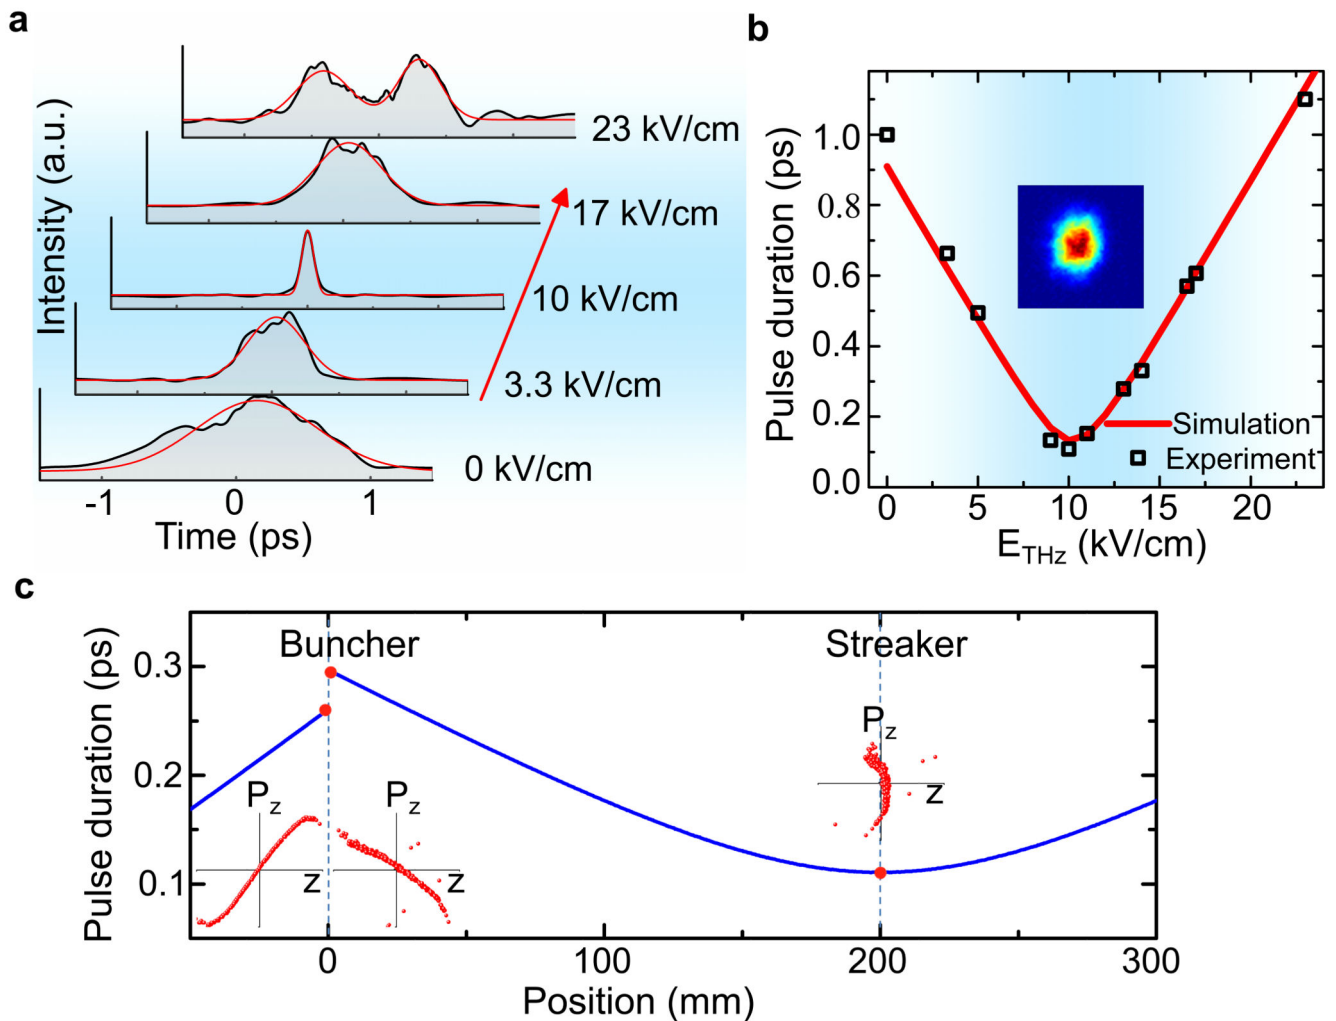 a
Intensity (a.u.)
23 kV/cm
17 kV/cm
10 kV/cm
3.3 kV/cm
0 kV/cm
-1 0 1
Time (ps)
b
Pulse duration (ps)
1.0
0.8
0.6
0.4
0.2
0.0
Simulation
Experiment
0 5 10 15 20
E_THz (kV/cm)
c
Pulse duration (ps)
0.3
0.2
0.1
Buncher
Streaker
P_z
z
P_z
z
P_z
z
0 100 200 300
Position (mm)